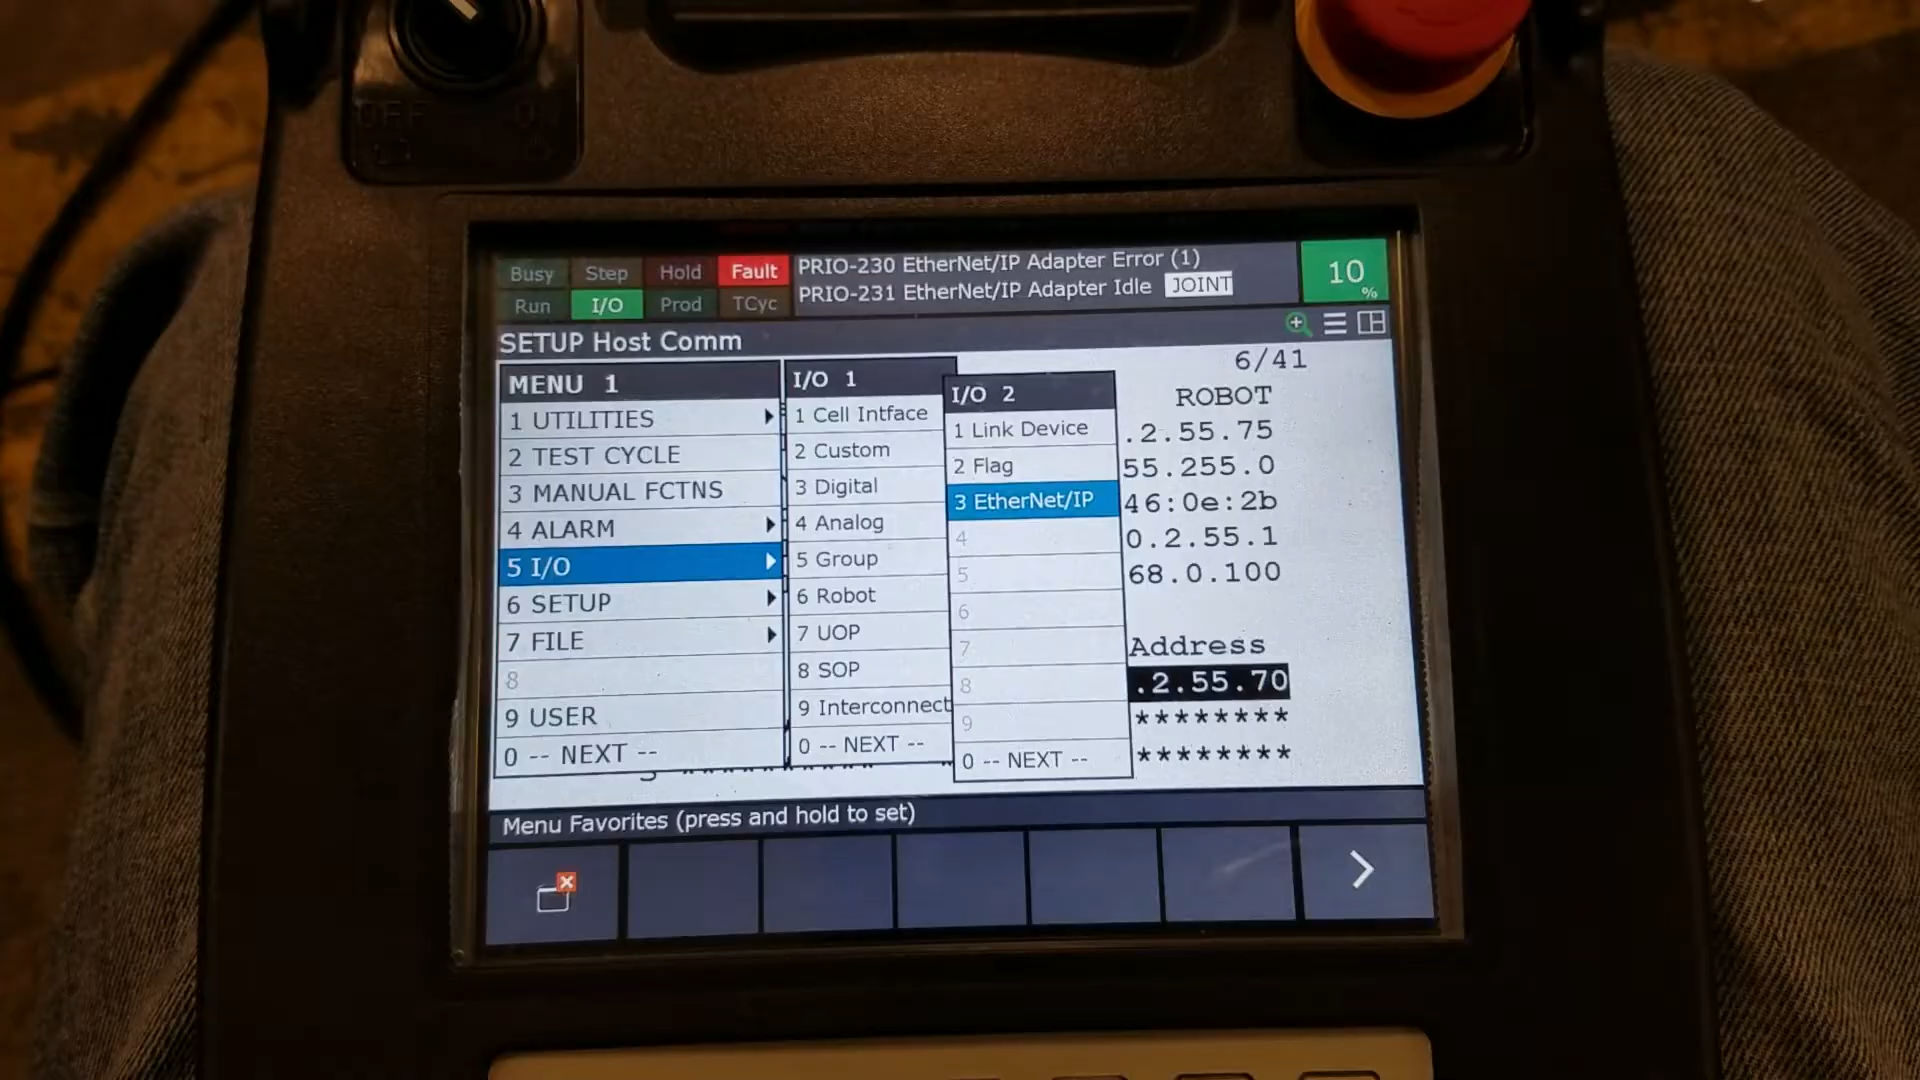 OFF
Busy Step Hold Fault PRIO-230 EtherNet/IP Adapter Error (1)
Run I/O Prod TCyc PRIO-231 EtherNet/IP Adapter Idle JOINT
10 %
SETUP Host Comm
6/41
MENU 1
1 UTILITIES
2 TEST CYCLE
3 MANUAL FCTNS
4 ALARM
5 I/O
6 SETUP
7 FILE
8
9 USER
0 -- NEXT --
I/O 1
1 Cell Intface
2 Custom
3 Digital
4 Analog
5 Group
6 Robot
7 UOP
8 SOP
9 Interconnect
0 -- NEXT --
I/O 2
1 Link Device
2 Flag
3 EtherNet/IP
4
5
6
7
8
9
0 -- NEXT --
ROBOT
.2.55.75
55.255.0
46:0e:2b
0.2.55.1
68.0.100
Address
.2.55.70
********
********
Menu Favorites (press and hold to set)